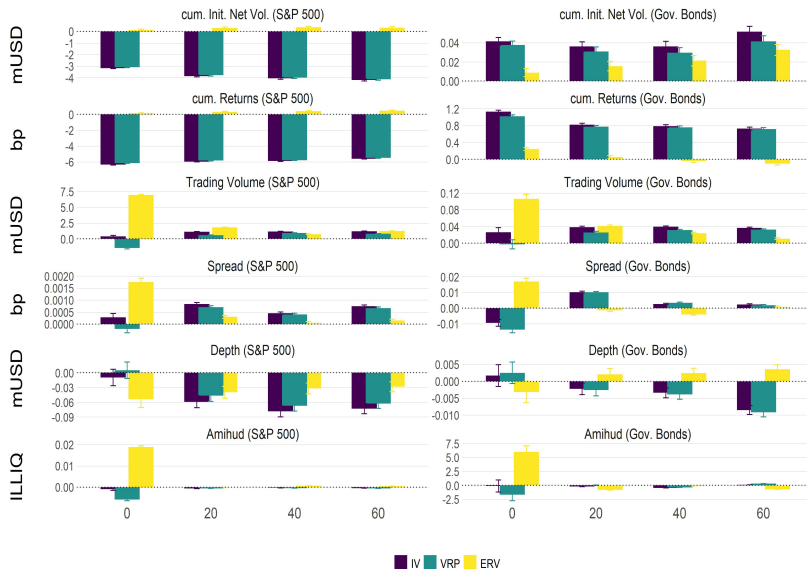 cum. Init. Net Vol. (S&P 500)
mUSD
0
-1
-2
-3
-4
cum. Init. Net Vol. (Gov. Bonds)
0.04
0.02
0.00
cum. Returns (S&P 500)
bp
0
-2
-4
-6
cum. Returns (Gov. Bonds)
1.2
0.8
0.4
0.0
Trading Volume (S&P 500)
mUSD
7.5
5.0
2.5
0.0
Trading Volume (Gov. Bonds)
0.12
0.08
0.04
0.00
Spread (S&P 500)
bp
0.0020
0.0015
0.0010
0.0005
0.0000
Spread (Gov. Bonds)
0.02
0.01
0.00
-0.01
Depth (S&P 500)
mUSD
0.00
-0.03
-0.06
-0.09
Depth (Gov. Bonds)
0.005
0.000
-0.005
-0.010
Amihud (S&P 500)
ILLIQ
0.02
0.01
0.00
Amihud (Gov. Bonds)
7.5
5.0
2.5
0.0
-2.5
0 20 40 60
0 20 40 60
IV VRP ERV